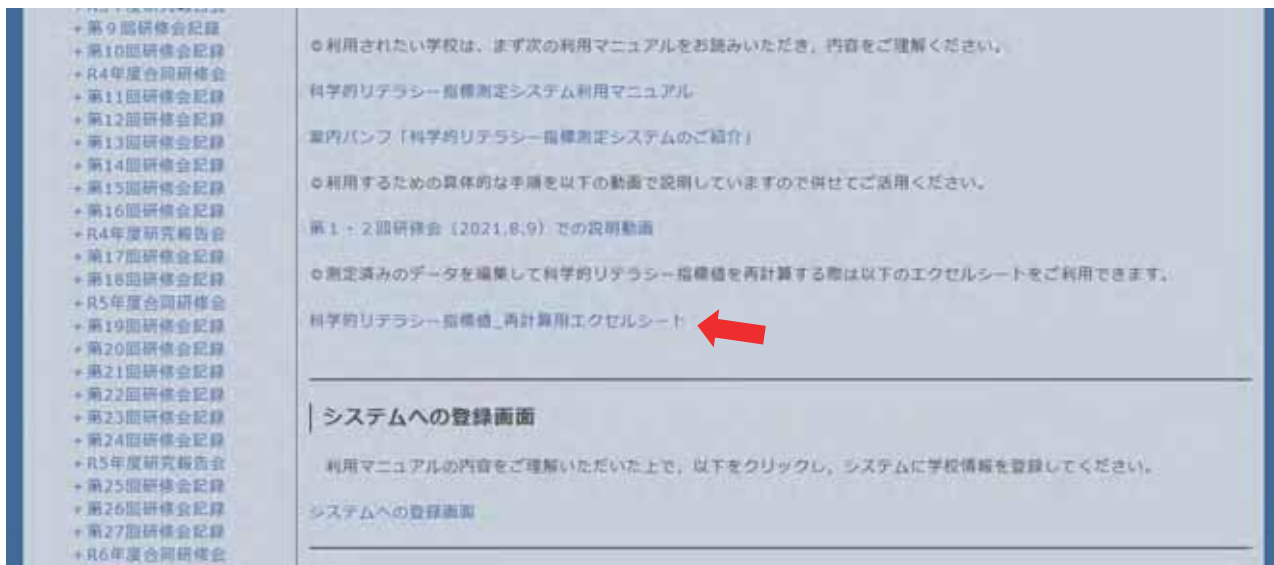 +第9回研修会記録
+第10回研修会記録
+R4年度合同研修会
+第11回研修会記録
+第12回研修会記録
+第13回研修会記録
+第14回研修会記録
+第15回研修会記録
+第16回研修会記録
+R4年度研究報告会
+第17回研修会記録
+第18回研修会記録
+R5年度合同研修会
+第19回研修会記録
+第20回研修会記録
+第21回研修会記録
+第22回研修会記録
+第23回研修会記録
+第24回研修会記録
+R5年度研究報告会
+第25回研修会記録
+第26回研修会記録
+第27回研修会記録
+R6年度合同研修会
○利用されたい学校は、まず次の利用マニュアルをお読みいただき、内容をご理解ください。
科学的リテラシー指標測定システム利用マニュアル
案内パンフ「科学的リテラシー指標測定システムのご紹介」
○利用するための具体的な手順を以下の動画で説明していますので併せてご活用ください。
第1・2回研修会（2021,8,9）での説明動画
○測定済みのデータを編集して科学的リテラシー指標値を再計算する際は以下のエクセルシートをご利用できます。
科学的リテラシー指標値_再計算用エクセルシート
システムへの登録画面
利用マニュアルの内容をご理解いただいた上で、以下をクリックし、システムに学校情報を登録してください。
システムへの登録画面